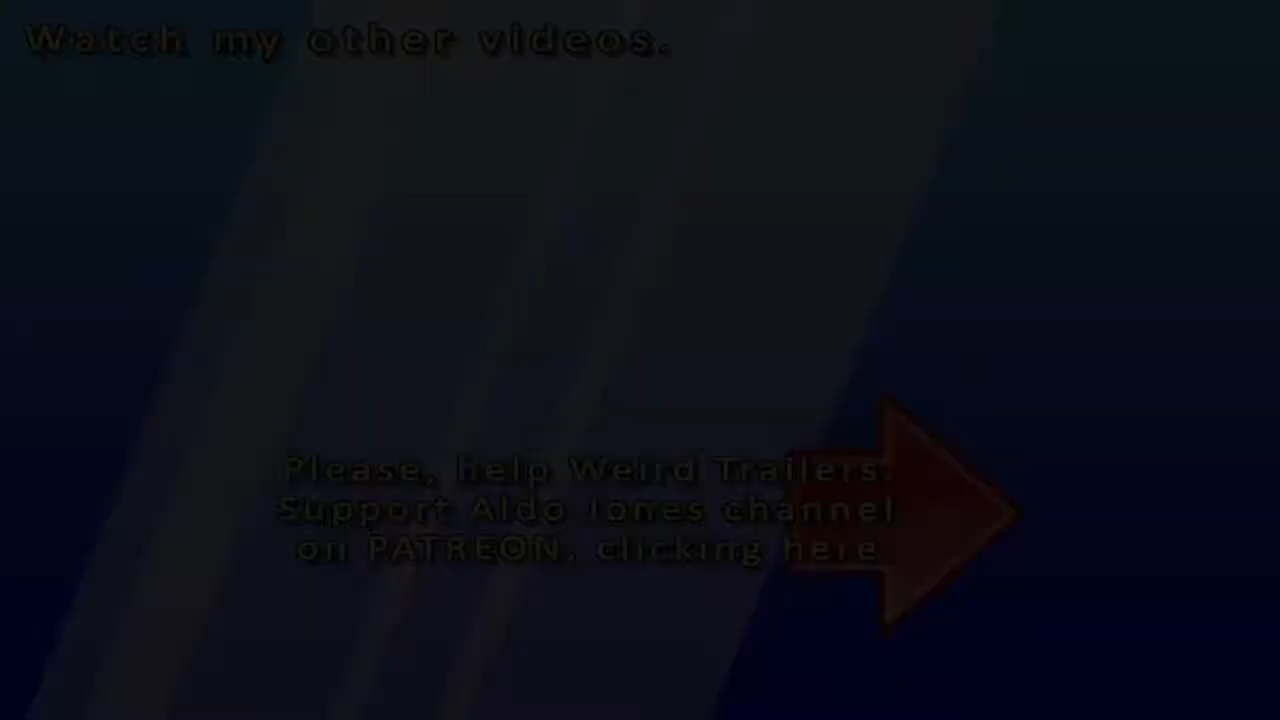 Watch my other videos.
Please, help Weird Trailers.
Support Aldo Jones channel
on PATREON, clicking here